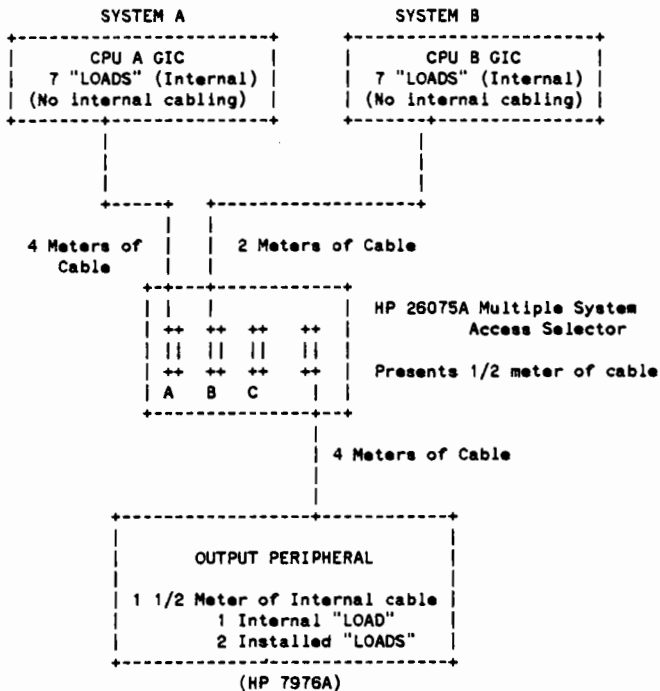 SYSTEM A SYSTEM B
CPU A GIC CPU B GIC
7 "LOADS" (Internal) 7 "LOADS" (Internal)
(No internal cabling) (No internai cabling)
4 Meters of 2 Meters of Cable
Cable
HP 26075A Multiple System
Access Selector
Presents 1/2 meter of cable
A B C
4 Meters of Cable
OUTPUT PERIPHERAL
1 1/2 Meter of Internal cable
1 Internal "LOAD"
2 Installed "LOADS"
(HP 7976A)